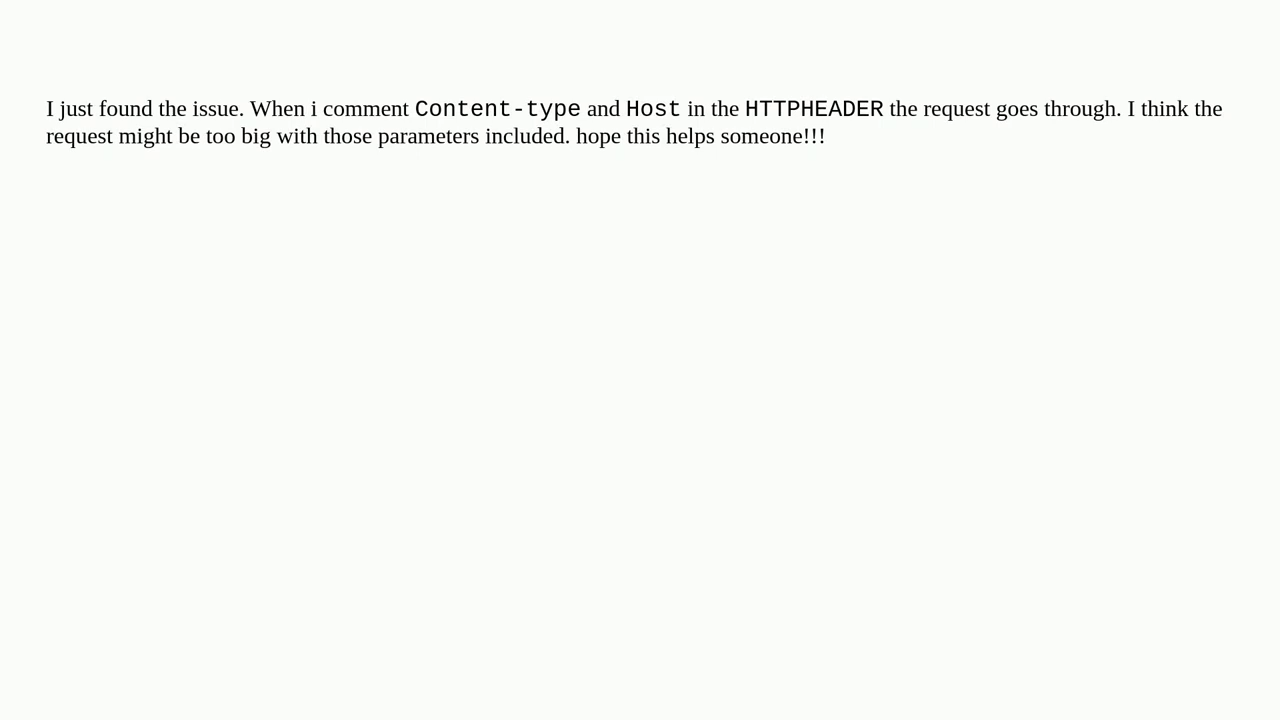 I just found the issue. When i comment Content-type and Host in the HTTPHEADER the request goes through. I think the
request might be too big with those parameters included. hope this helps someone!!!